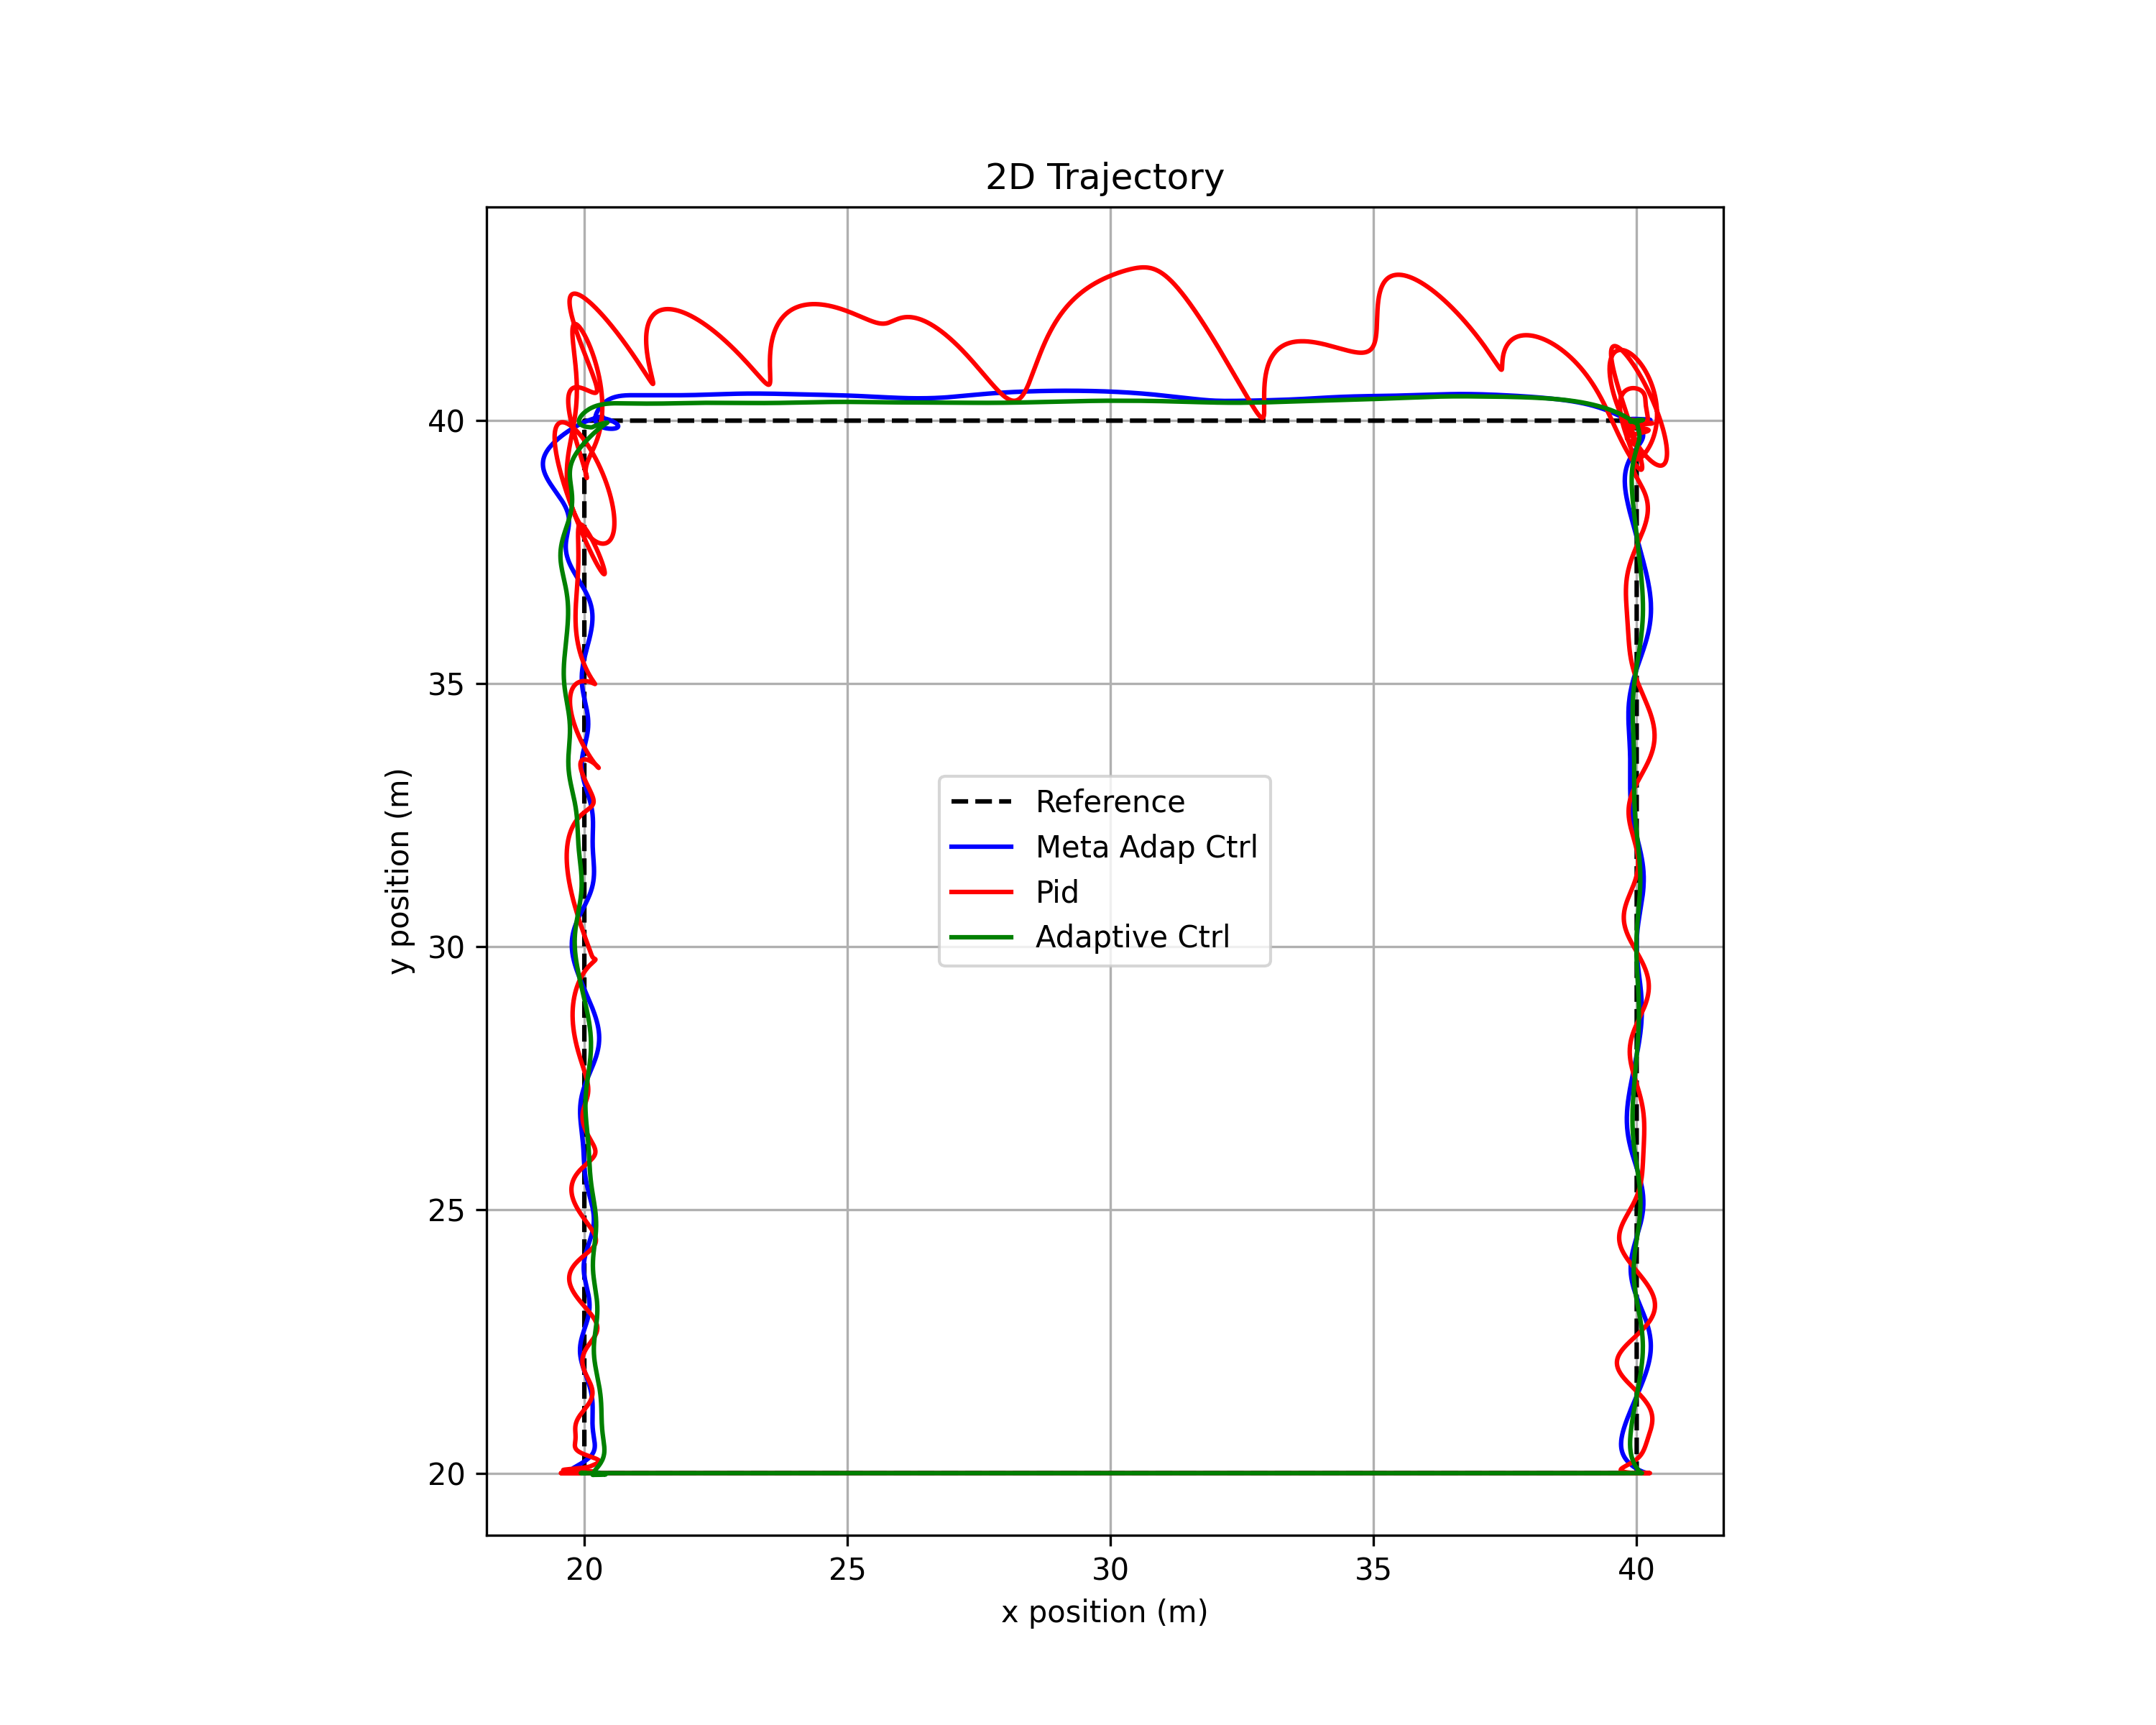 2D Trajectory
40
35
30
25
20
y position (m)
Reference
Meta Adap Ctrl
Pid
Adaptive Ctrl
20 25 30 35 40
x position (m)